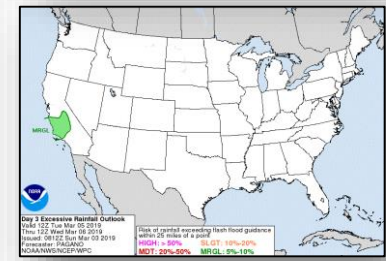 MRGL
noaa
Day 3 Excessive Rainfall Outlook
Valid 12Z Tue Mar 05 2019
Thru 12Z Wed Mar 06 2019
Issued: 0812Z Sun Mar 03 2019
Forecaster: PAGANO
NOAA/NWS/NCEP/WPC
Risk of rainfall exceeding flash flood guidance
within 25 miles of a point
HIGH: > 50% SLGT: 10%-20%
MDT: 20%-50% MRGL: 5%-10%